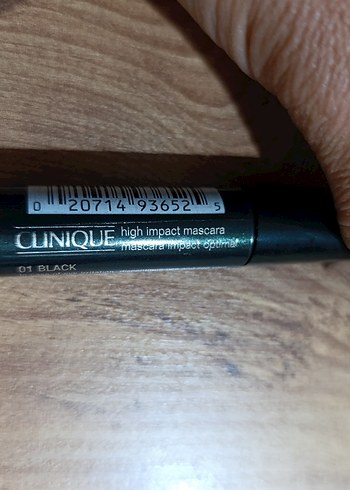 0 20714 93652 5
CLINIQUE high impact mascara
mascara impact optimal
01 BLACK